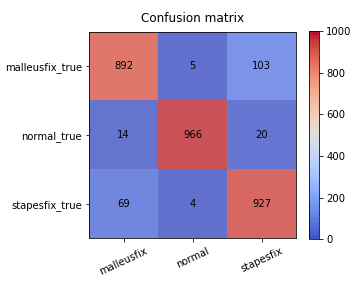 Confusion matrix
malleusfix_true 892 5 103
normal_true 14 966 20
stapesfix_true 69 4 927
malleusfix normal stapesfix
1000
800
600
400
200
0